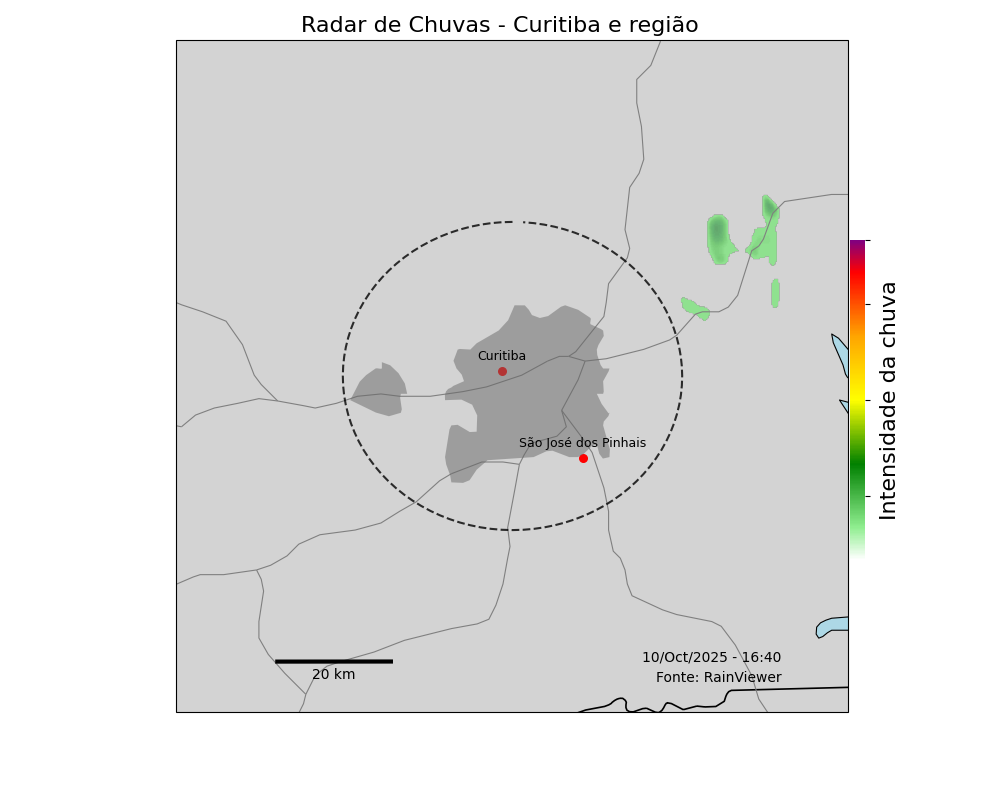 Radar de Chuvas - Curitiba e região
Curitiba
São José dos Pinhais
Intensidade da chuva
10/Oct/2025 - 16:40
Fonte: RainViewer
20 km